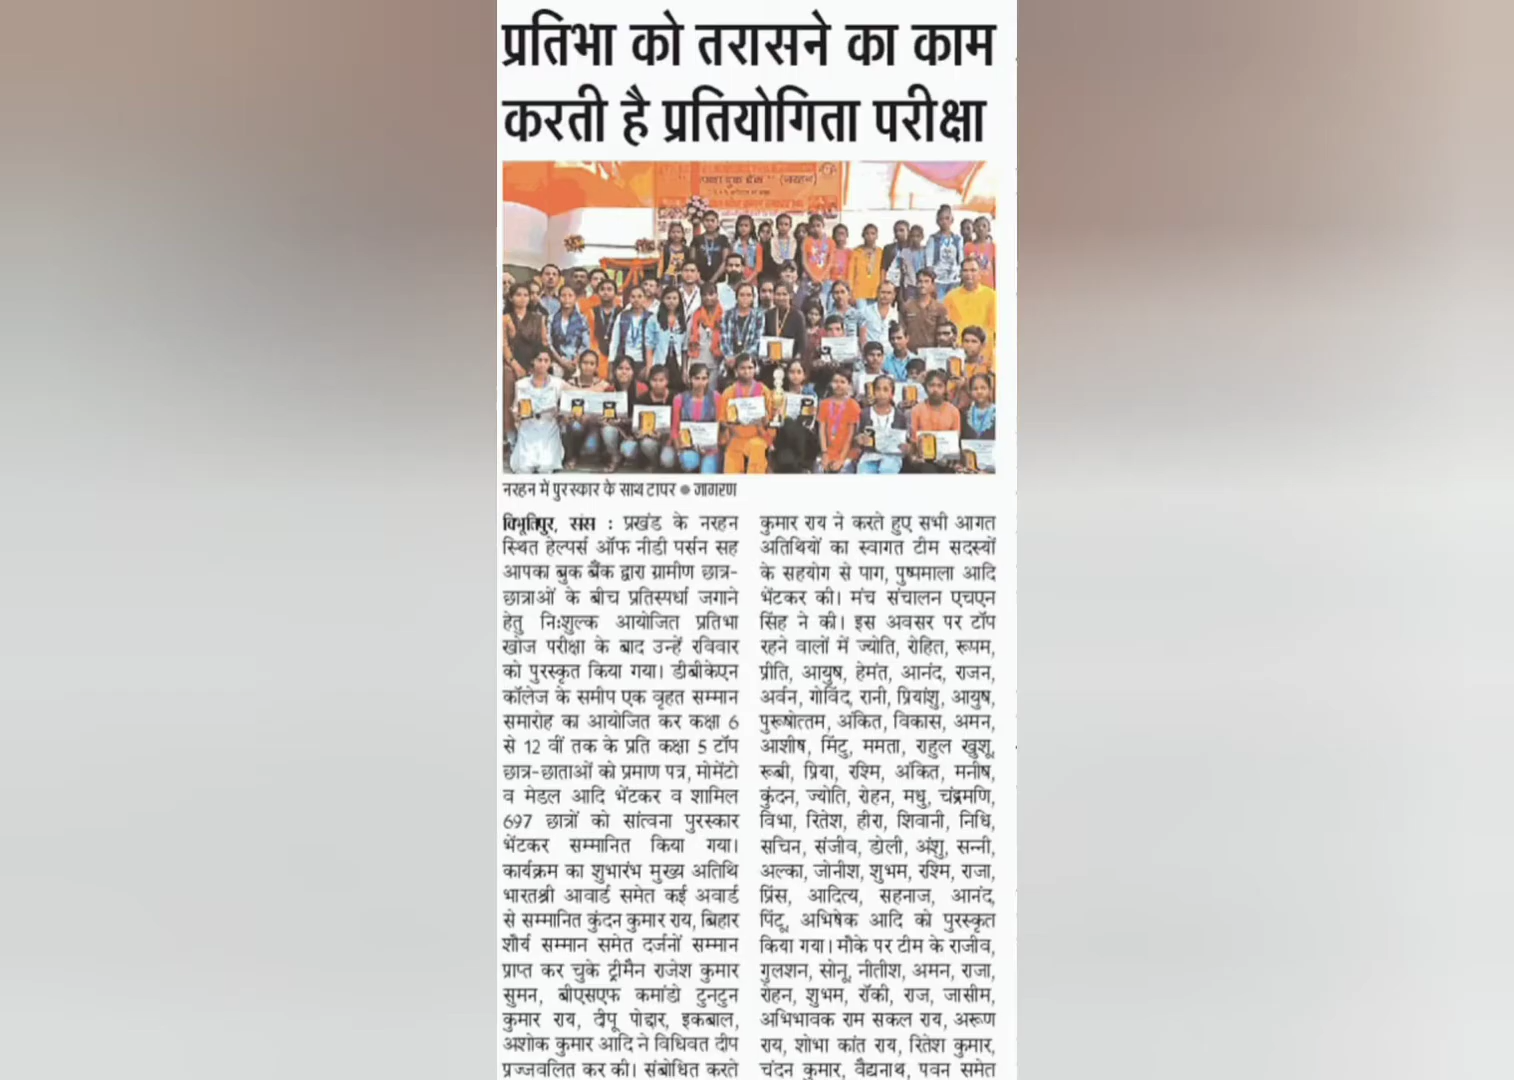 प्रतिभा को तरासने का काम
करती है प्रतियोगिता परीक्षा
नरहन में पुरस्कार के साथ टापर ● जागरण
विभूतिपुर, संस : प्रखंड के नरहन
स्थित हेल्पर्स ऑफ नीडी पर्सन सह
आपका बुक बैंक द्वारा ग्रामीण छात्र-
छात्राओं के बीच प्रतिस्पर्धा जगाने
हेतु निःशुल्क आयोजित प्रतिभा
खोज परीक्षा के बाद उन्हें रविवार
को पुरस्कृत किया गया। डीबीकेएन
कॉलेज के समीप एक वृहत सम्मान
समारोह का आयोजित कर कक्षा 6
से 12 वीं तक के प्रति कक्षा 5 टॉप
छात्र-छाताओं को प्रमाण पत्र, मोमेंटो
व मेडल आदि भेंटकर व शामिल
697 छात्रों को सांत्वना पुरस्कार
भेंटकर सम्मानित किया गया।
कार्यक्रम का शुभारंभ मुख्य अतिथि
भारतश्री आवार्ड समेत कई अवार्ड
से सम्मानित कुंदन कुमार राय, बिहार
शौर्य सम्मान समेत दर्जनों सम्मान
प्राप्त कर चुके ट्रीमैन राजेश कुमार
सुमन, बीएसएफ कमांडो टुनटुन
कुमार राय, दीपू पोद्दार, इकबाल,
अशोक कुमार आदि ने विधिवत दीप
प्रज्जवलित कर की। संबोधित करते
कुमार राय ने करते हुए सभी आगत
अतिथियों का स्वागत टीम सदस्यों
के सहयोग से पाग, पुष्पमाला आदि
भेंटकर की। मंच संचालन एचएन
सिंह ने की। इस अवसर पर टॉप
रहने वालों में ज्योति, रोहित, रूपम,
प्रीति, आयुष, हेमंत, आनंद, राजन,
अर्वन, गोविंद, रानी, प्रियांशु, आयुष,
पुरूषोत्तम, अंकित, विकास, अमन,
आशीष, मिंटु, ममता, राहुल खुशू,
रूबी, प्रिया, रश्मि, अंकित, मनीष,
कुंदन, ज्योति, रोहन, मधु, चंद्रमणि,
विभा, रितेश, हीरा, शिवानी, निधि,
सचिन, संजीव, डोली, अंशु, सन्नी,
अल्का, जोनीश, शुभम, रश्मि, राजा,
प्रिंस, आदित्य, सहनाज, आनंद,
पिंटू, अभिषेक आदि को पुरस्कृत
किया गया। मौके पर टीम के राजीव,
गुलशन, सोनू, नीतीश, अमन, राजा,
रोहन, शुभम, रॉकी, राज, जासीम,
अभिभावक राम सकल राय, अरूण
राय, शोभा कांत राय, रितेश कुमार,
चंदन कुमार, वैद्यनाथ, पवन समेत